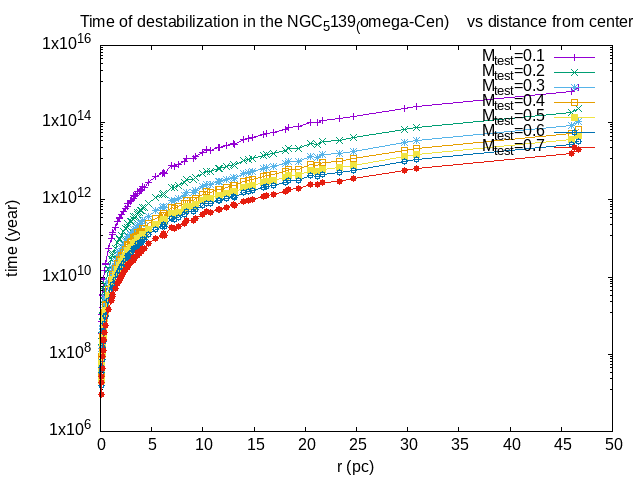 Time of destabilization in the NGC5139(omega-Cen) vs distance from center
1x10^16
1x10^14
1x10^12
1x10^10
1x10^8
1x10^6
time (year)
Mtest=0.1
Mtest=0.2
Mtest=0.3
Mtest=0.4
Mtest=0.5
Mtest=0.6
Mtest=0.7
0 5 10 15 20 25 30 35 40 45 50
r (pc)